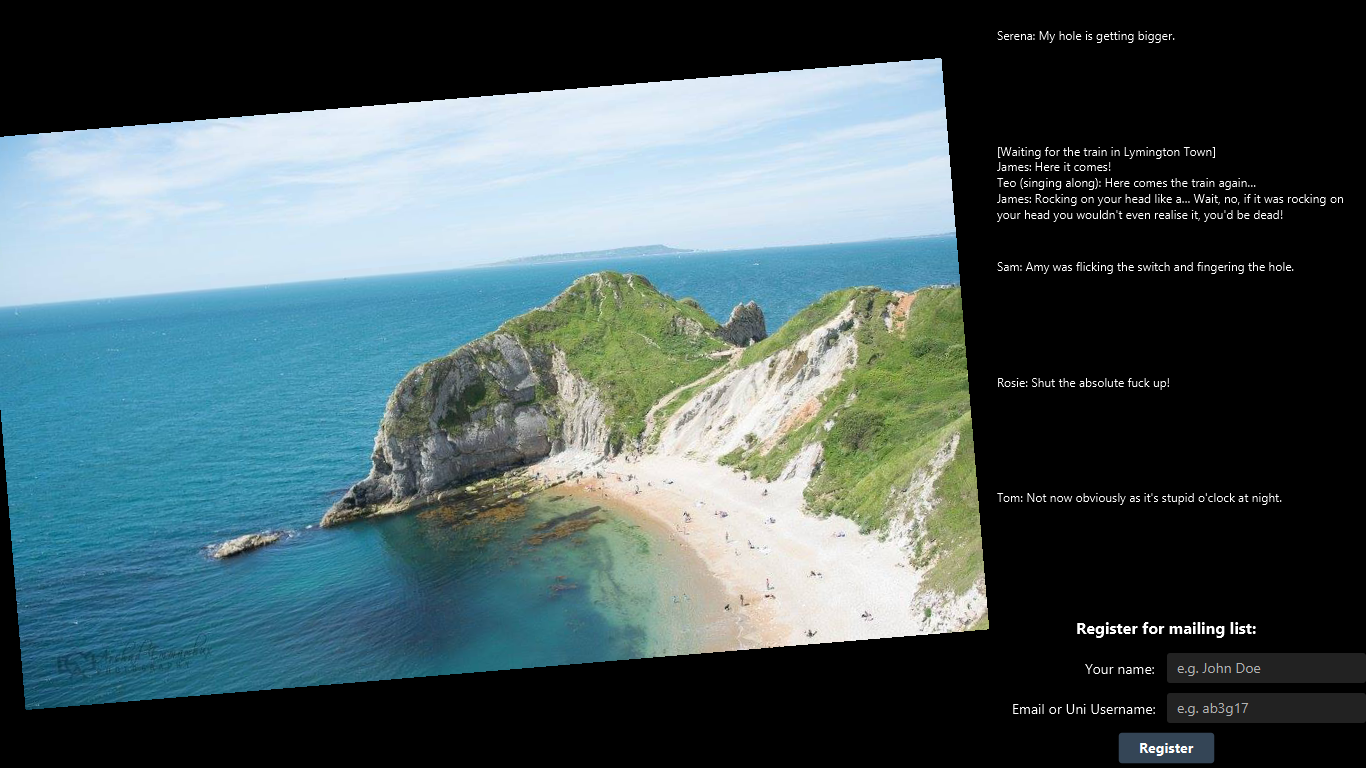 Serena: My hole is getting bigger.
[Waiting for the train in Lymington Town]
James: Here it comes!
Teo (singing along): Here comes the train again...
James: Rocking on your head like a... Wait, no, if it was rocking on
your head you wouldn't even realise it, you'd be dead!
Sam: Amy was flicking the switch and fingering the hole.
Rosie: Shut the absolute fuck up!
Tom: Not now obviously as it's stupid o'clock at night.
Register for mailing list:
Your name: e.g. John Doe
Email or Uni Username: e.g. ab3g17
Register